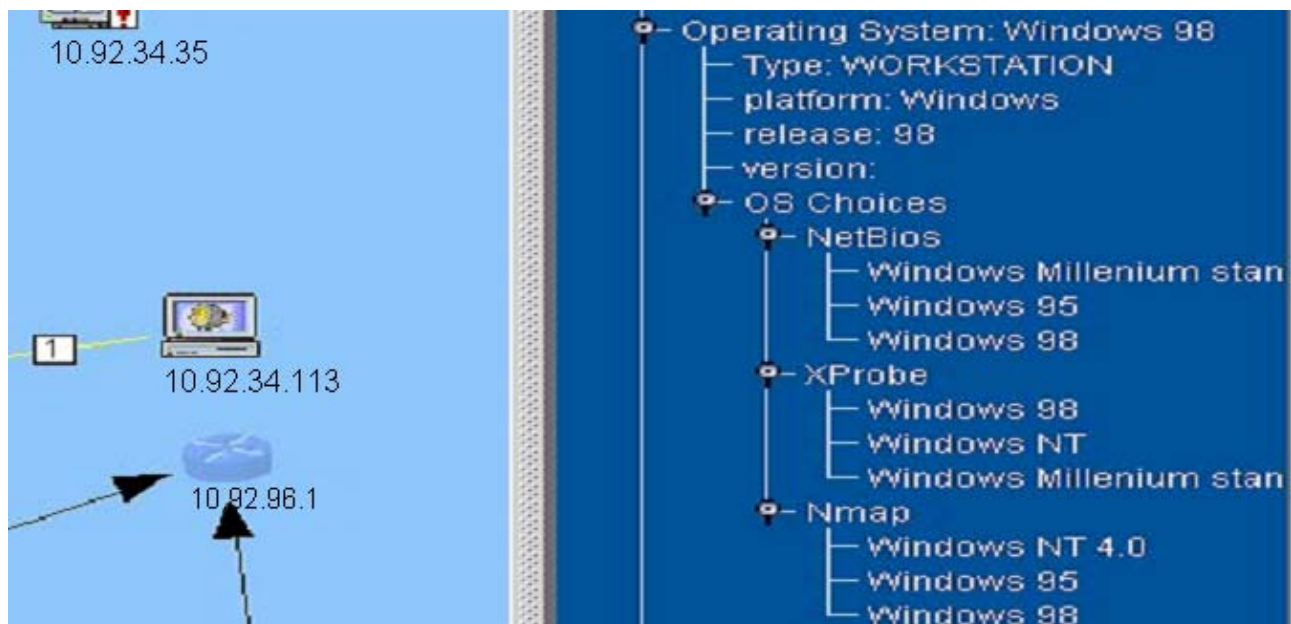 10.92.34.35
1
10.92.34.113
10.92.96.1
Operating System: Windows 98
Type: WORKSTATION
platform: Windows
release: 98
version:
OS Choices
NetBios
Windows Millenium stan
Windows 95
Windows 98
XProbe
Windows 98
Windows NT
Windows Millenium stan
Nmap
Windows NT 4.0
Windows 95
Windows 98